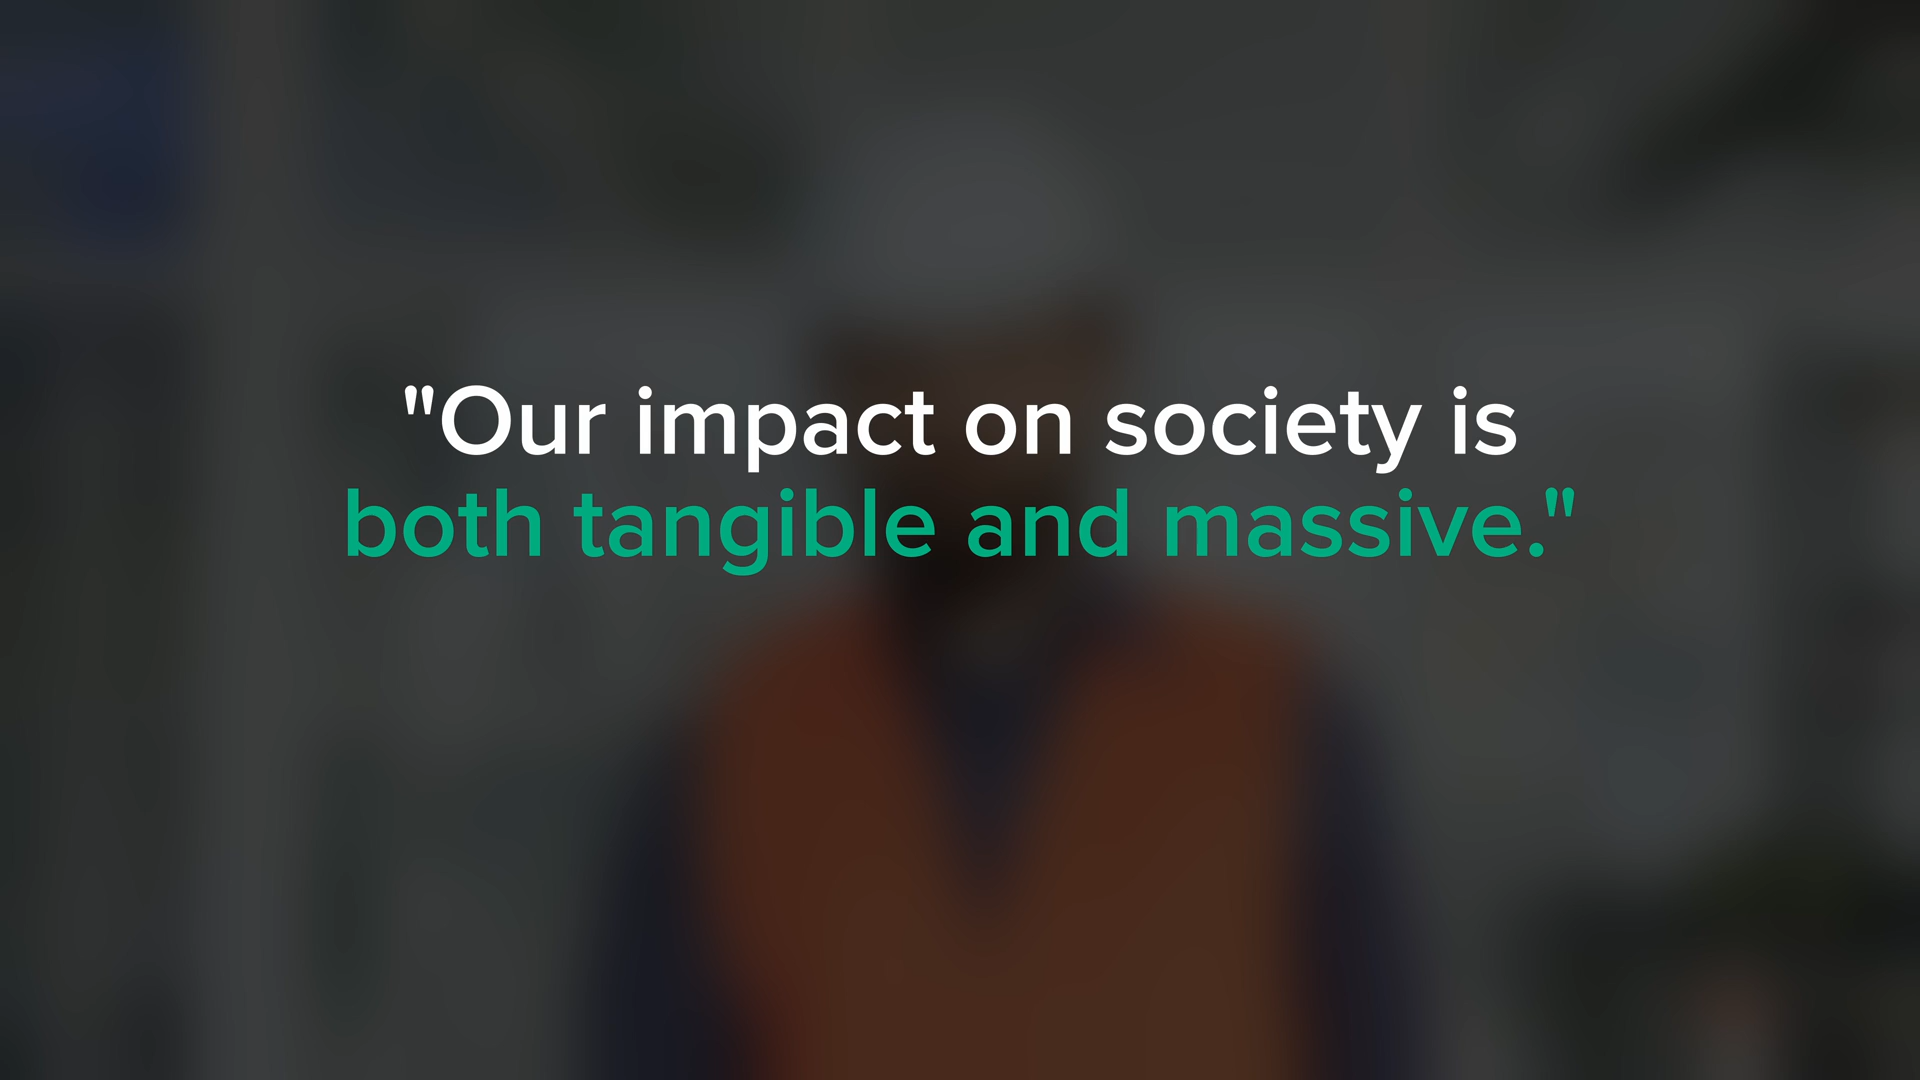 "Our impact on society is
both tangible and massive."